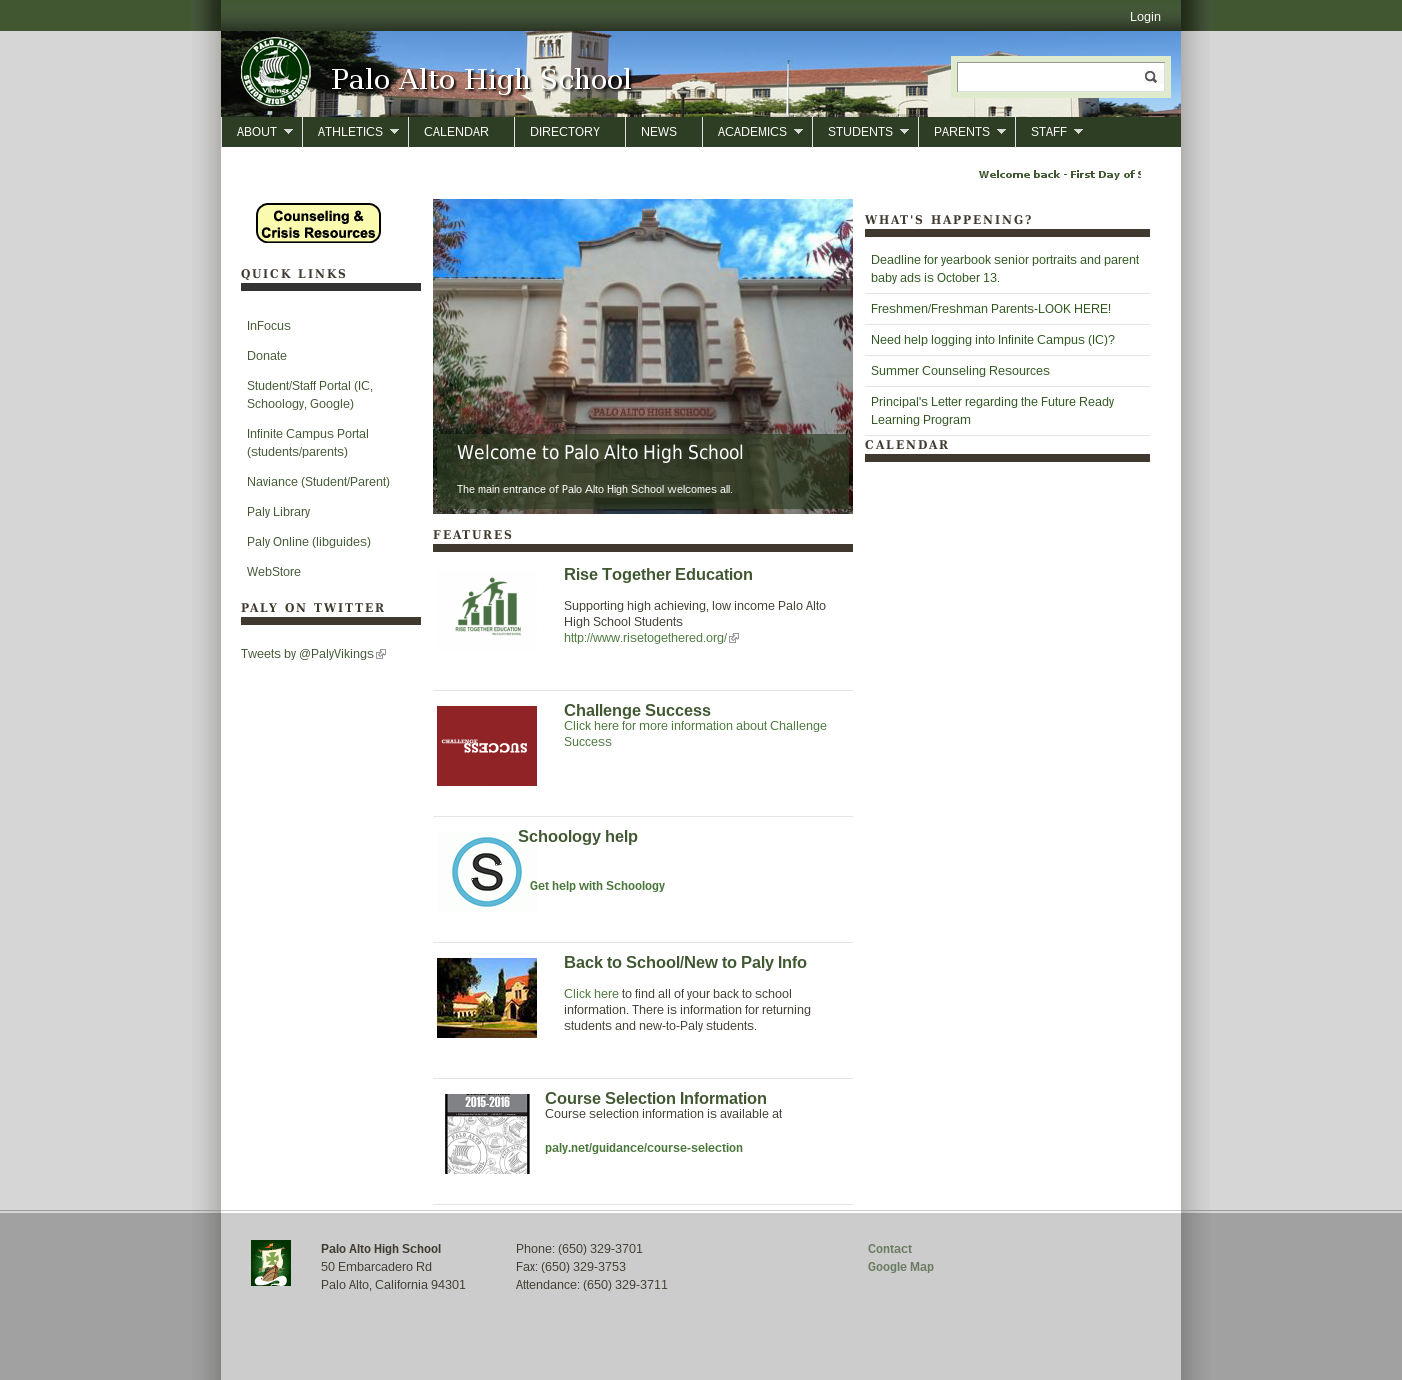 Login
PALO ALTO
Vikings
SENIOR HIGH SCHOOL
Palo Alto High School
ABOUT
ATHLETICS
CALENDAR
DIRECTORY
NEWS
ACADEMICS
STUDENTS
PARENTS
STAFF
Welcome back - First Day of S
Counseling &
Crisis Resources
QUICK LINKS
InFocus
Donate
Student/Staff Portal (IC,
Schoology, Google)
Infinite Campus Portal
(students/parents)
Naviance (Student/Parent)
Paly Library
Paly Online (libguides)
WebStore
PALY ON TWITTER
Tweets by @PalyVikings
PALO ALTO HIGH SCHOOL
Welcome to Palo Alto High School
The main entrance of Palo Alto High School welcomes all.
FEATURES
RISE TOGETHER EDUCATION
Rise Together Education
Supporting high achieving, low income Palo Alto
High School Students
http://www.risetogethered.org/
CHALLENGE
SUCCESS
Challenge Success
Click here for more information about Challenge
Success
S
Schoology help
Get help with Schoology
Back to School/New to Paly Info
Click here to find all of your back to school
information. There is information for returning
students and new-to-Paly students.
2015-2016
PALO ALTO
Course Selection Information
Course selection information is available at
paly.net/guidance/course-selection
WHAT'S HAPPENING?
Deadline for yearbook senior portraits and parent
baby ads is October 13.
Freshmen/Freshman Parents-LOOK HERE!
Need help logging into Infinite Campus (IC)?
Summer Counseling Resources
Principal's Letter regarding the Future Ready
Learning Program
CALENDAR
Palo Alto High School
50 Embarcadero Rd
Palo Alto, California 94301
Phone: (650) 329-3701
Fax: (650) 329-3753
Attendance: (650) 329-3711
Contact
Google Map